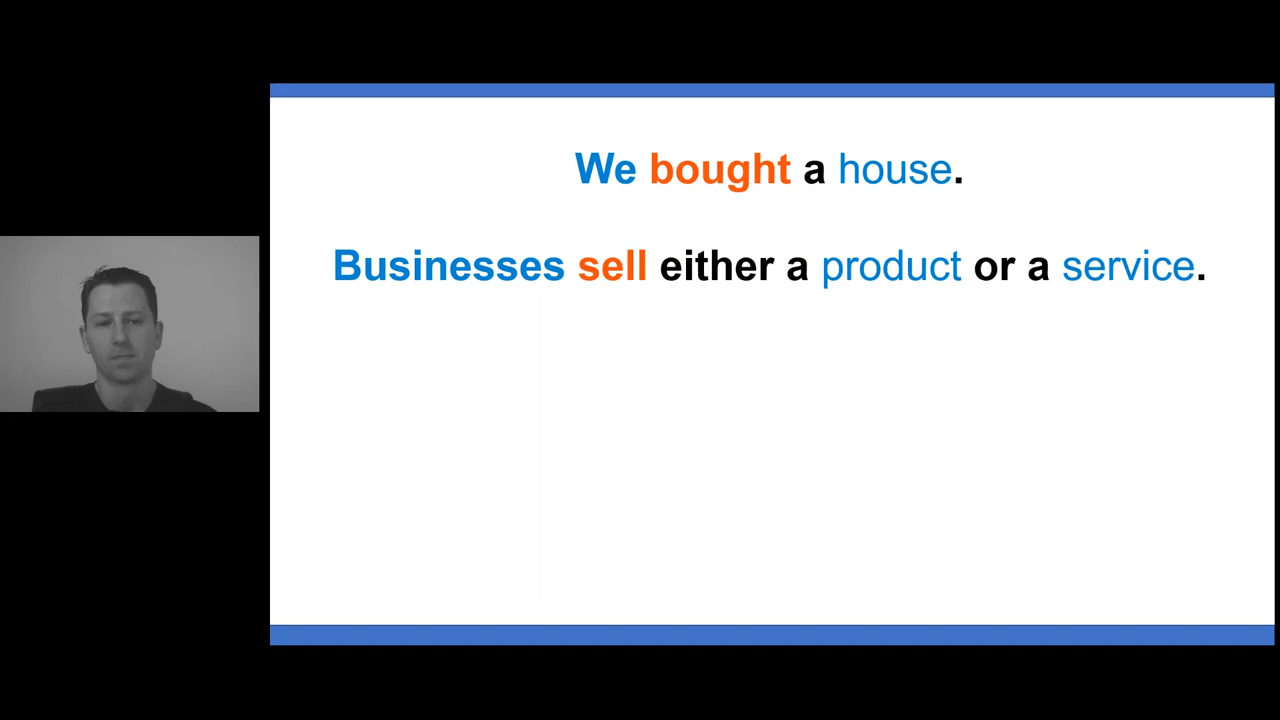 We bought a house.
Businesses sell either a product or a service.